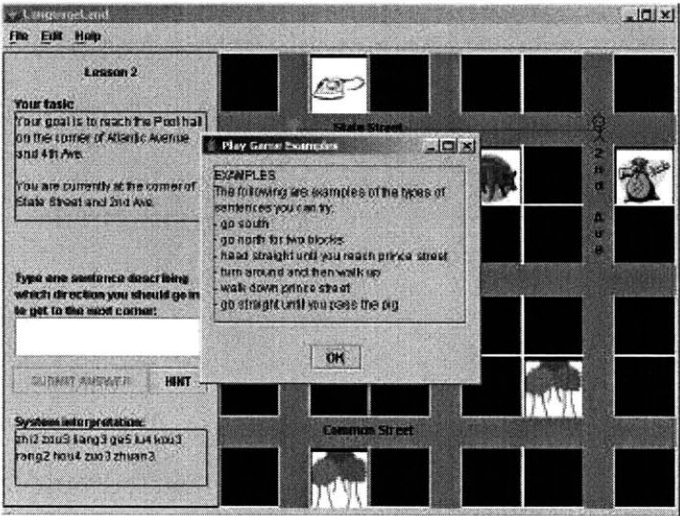 LanguageLand
File Edit Help
Lesson 2
Your task:
Your goal is to reach the Pool hall
on the corner of Atlantic Avenue
and 4th Ave.
You are currently at the corner of
State Street and 2nd Ave.
Type one sentence describing
which direction you should go in
to get to the next corner:
SUBMIT ANSWER HINT
System interpretation:
zhi2 zou3 liang3 ge5 lu4 kou3
rang2 hou4 zuo3 zhuan3
State Street
2nd Ave
Common Street
Play Game Examples
EXAMPLES
The following are examples of the types of
sentences you can try:
- go south
- go north for two blocks
- head straight until you reach prince street
- turn around and then walk up
- walk down prince street
- go straight until you pass the pig
OK